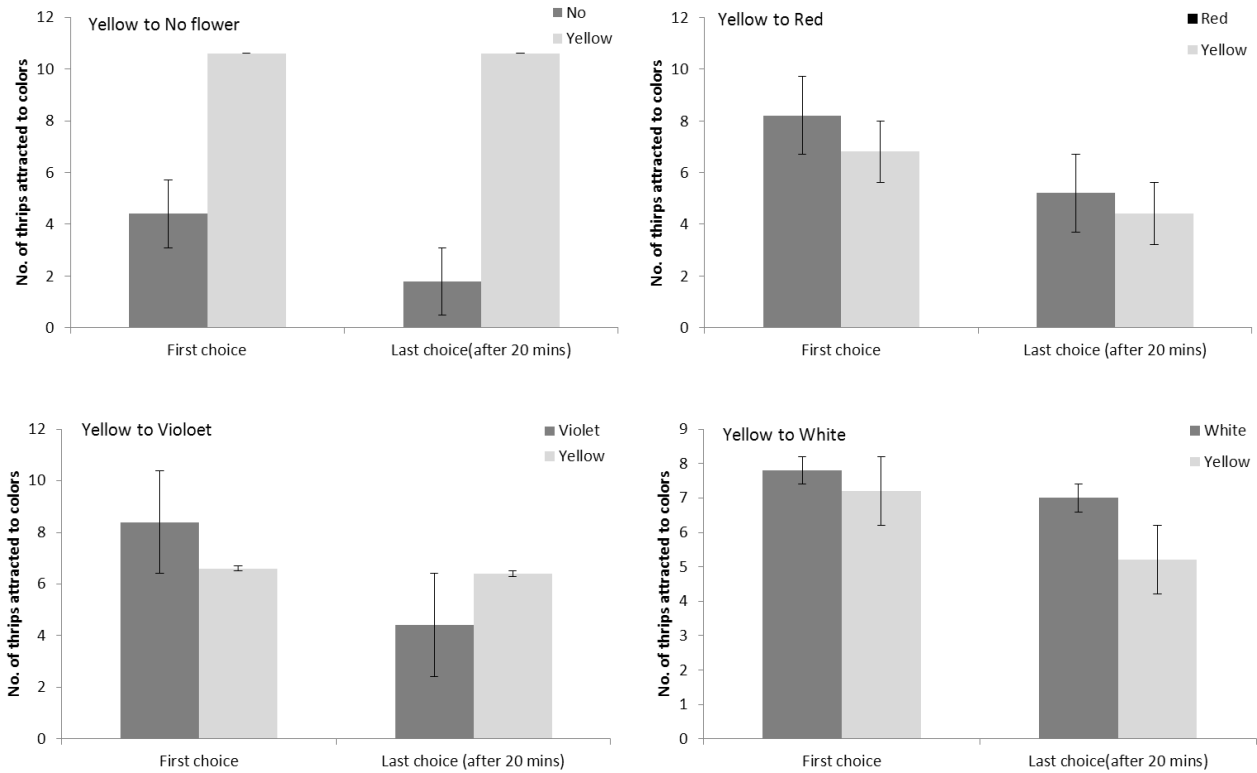 Yellow to No flower
No
Yellow
No. of thrips attracted to colors
12
10
8
6
4
2
0
First choice
Last choice(after 20 mins)
Yellow to Red
Red
Yellow
No. of thirps attracted to colors
12
10
8
6
4
2
0
First choice
Last choice(after 20 mins)
Yellow to Violoet
Violet
Yellow
No. of thrips attracted to colors
12
10
8
6
4
2
0
First choice
Last choice (after 20 mins)
Yellow to White
White
Yellow
No. of thrips attracted to colors
9
8
7
6
5
4
3
2
1
0
First choice
Last choice(after 20 mins)